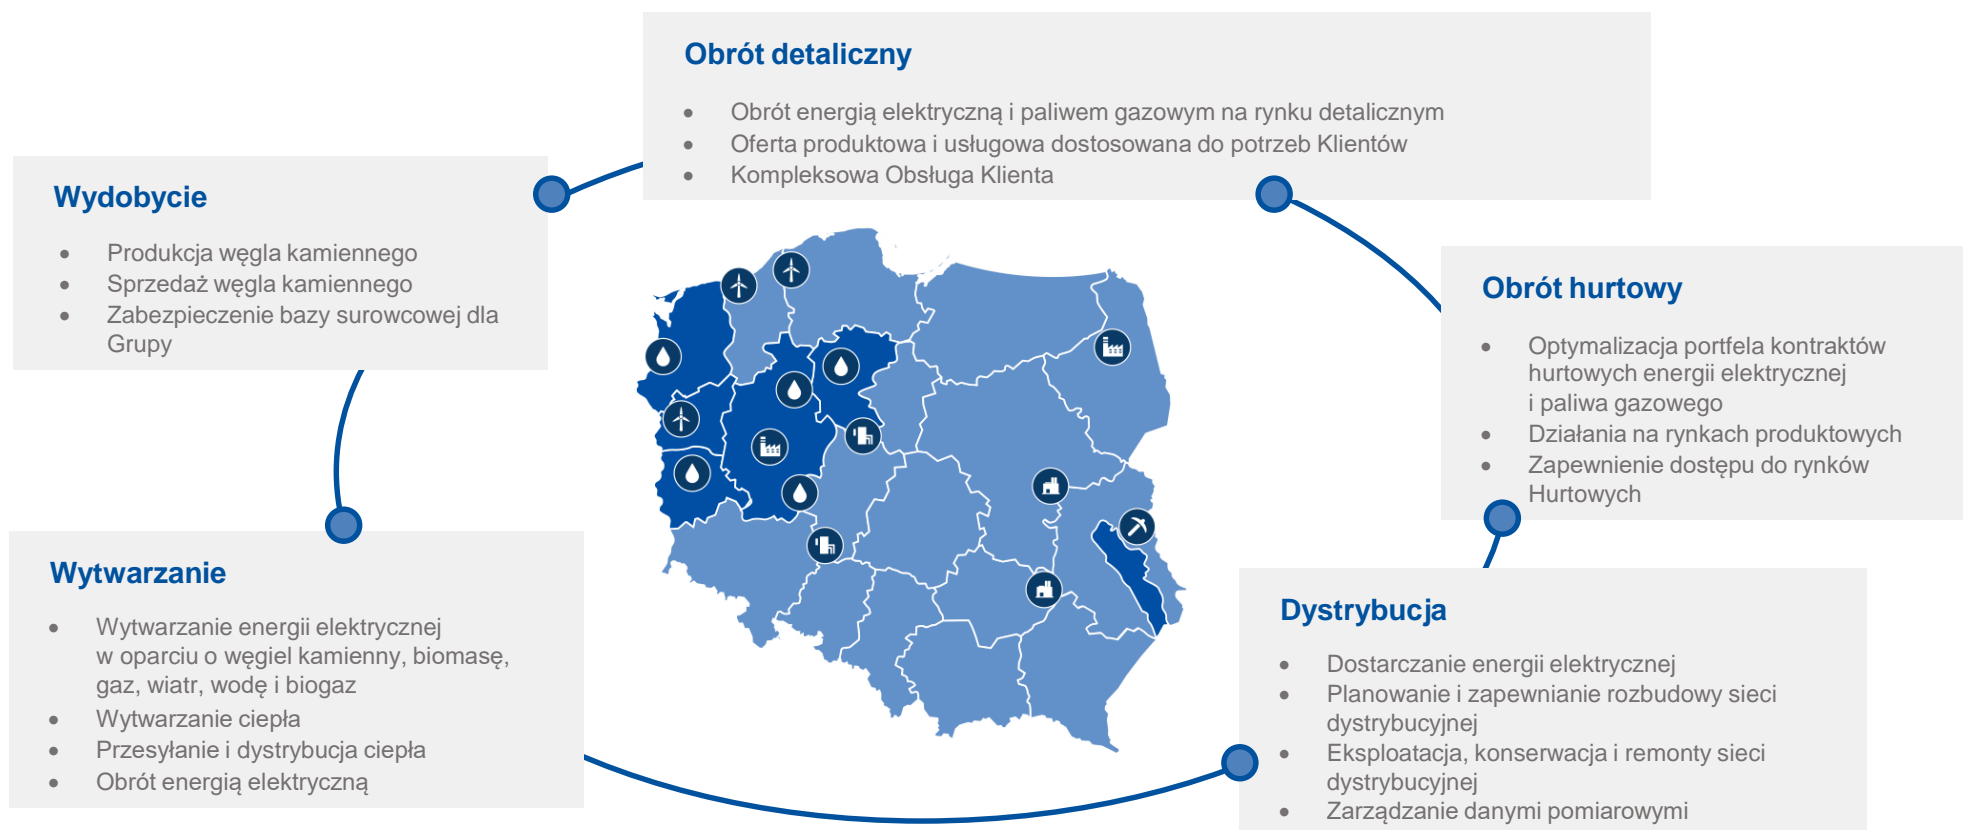 Obrót detaliczny
• Obrót energią elektryczną i paliwem gazowym na rynku detalicznym
• Oferta produktowa i usługowa dostosowana do potrzeb Klientów
• Kompleksowa Obsługa Klienta
Wydobycie
• Produkcja węgla kamiennego
• Sprzedaż węgla kamiennego
• Zabezpieczenie bazy surowcowej dla
Grupy
Obrót hurtowy
• Optymalizacja portfela kontraktów
hurtowych energii elektrycznej
i paliwa gazowego
• Działania na rynkach produktowych
• Zapewnienie dostępu do rynków
Hurtowych
Wytwarzanie
• Wytwarzanie energii elektrycznej
w oparciu o węgiel kamienny, biomasę,
gaz, wiatr, wodę i biogaz
• Wytwarzanie ciepła
• Przesyłanie i dystrybucja ciepła
• Obrót energią elektryczną
Dystrybucja
• Dostarczanie energii elektrycznej
• Planowanie i zapewnianie rozbudowy sieci
dystrybucyjnej
• Eksploatacja, konserwacja i remonty sieci
dystrybucyjnej
• Zarządzanie danymi pomiarowymi